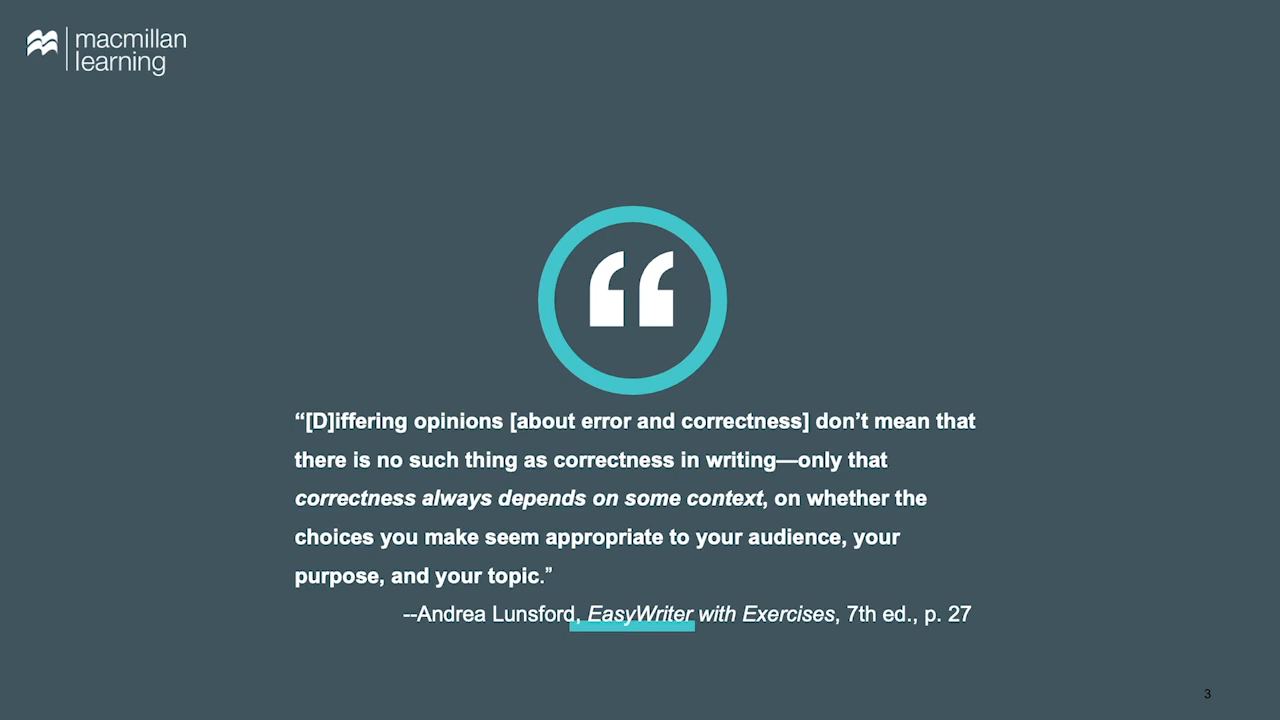 macmillan
learning
“[D]iffering opinions [about error and correctness] don’t mean that
there is no such thing as correctness in writing—only that
correctness always depends on some context, on whether the
choices you make seem appropriate to your audience, your
purpose, and your topic.”
--Andrea Lunsford, EasyWriter with Exercises, 7th ed., p. 27
3